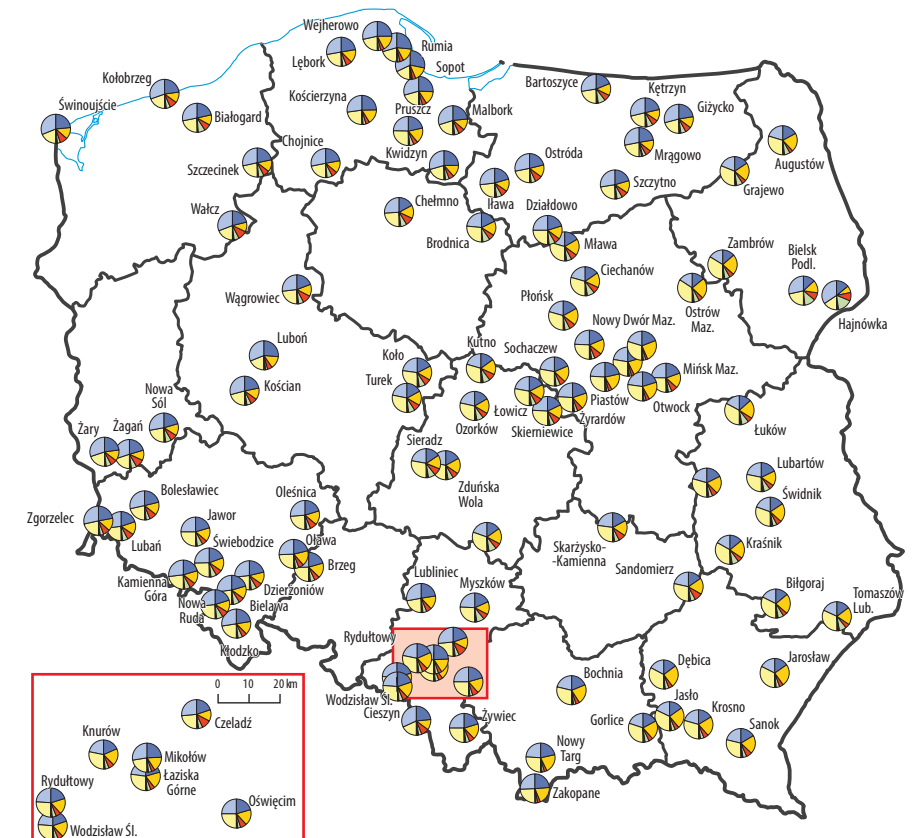 Wejherowo
Rumia
Lębork
Sopot
Kołobrzeg
Bartoszyce
Kętrzyn
Świnoujście
Kościerzyna
Białogard
Pruszcz
Malbork
Giżycko
Mrągowo
Augustów
Chojnice
Kwidzyn
Ostróda
Szczecinek
Szczytno
Grajewo
Chełmno
Iława
Działdowo
Wałcz
Brodnica
Mława
Zambrów
Bielsk
Podl.
Ciechanów
Wągrowiec
Płońsk
Ostrów
Maz.
Hajnówka
Nowy Dwór Maz.
Luboń
Koło
Kutno
Sochaczew
Turek
Mińsk Maz.
Kościan
Nowa
Sól
Piastów
Otwock
Łowicz
Żyrardów
Ozorków
Skierniewice
Łuków
Żary
Żagań
Sieradz
Lubartów
Zduńska
Wola
Świdnik
Bolesławiec
Oleśnica
Zgorzelec
Jawor
Lubań
Świebodzice
Oława
Skarżysko-
-Kamienna
Kraśnik
Brzeg
Sandomierz
Kamienna
Góra
Lubliniec
Myszków
Dzierżoniów
Biłgoraj
Tomaszów
Lub.
Nowa
Ruda
Bielawa
Kłodzko
Rydułtowy
Bochnia
Dębica
Jarosław
Wodzisław Śl.
Cieszyn
Żywiec
Jasło
Krosno
Gorlice
Sanok
Nowy
Targ
Zakopane
0 10 20 km
Czeladź
Knurów
Mikołów
Łaziska
Górne
Rydułtowy
Oświęcim
Wodzisław Śl.